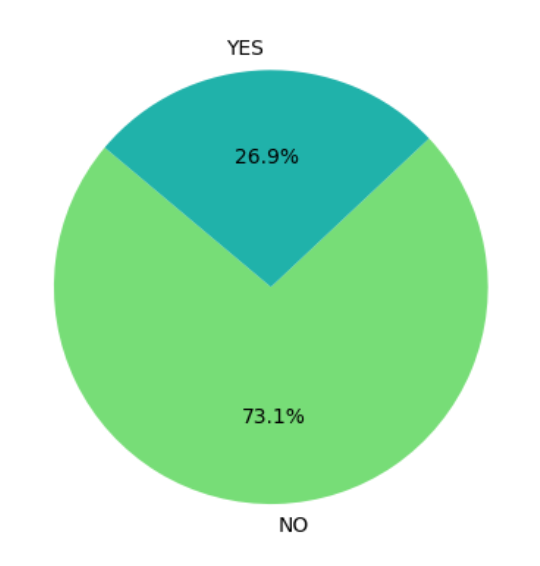 YES
26.9%
73.1%
NO